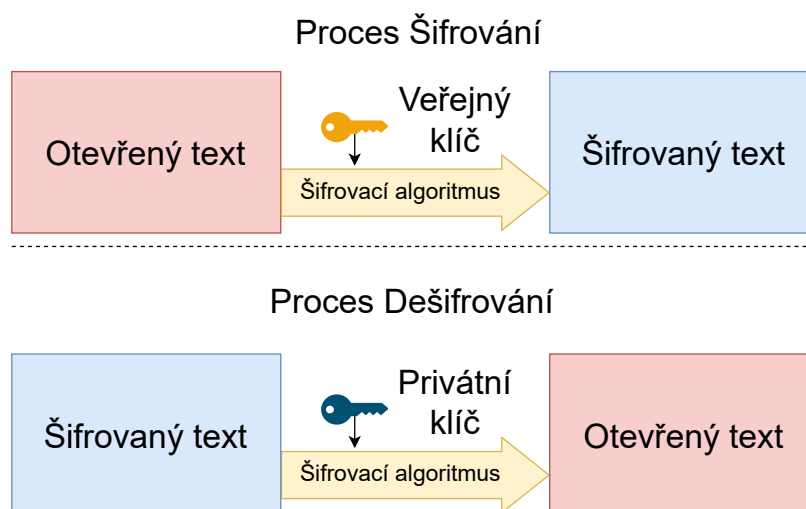 Proces Šifrování
Otevřený text
Veřejný
klíč
Šifrovací algoritmus
Šifrovaný text
Proces Dešifrování
Šifrovaný text
Privátní
klíč
Šifrovací algoritmus
Otevřený text